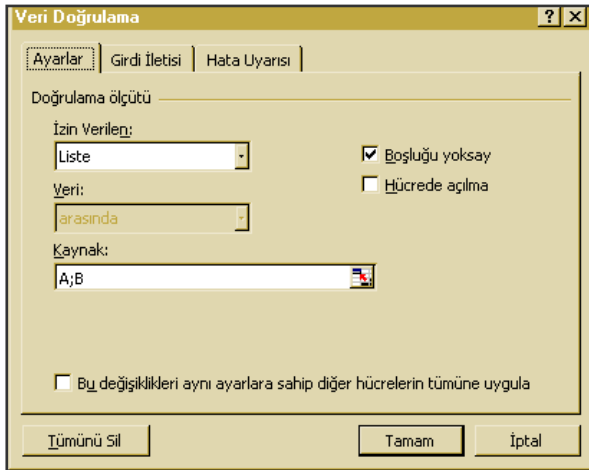 Veri Doğrulama
Ayarlar Girdi İletisi Hata Uyarısı
Doğrulama ölçütü
İzin Verilen:
Liste
Boşluğu yoksay
Veri:
Hücrede açılma
arasında
Kaynak:
A;B
Bu değişiklikleri aynı ayarlara sahip diğer hücrelerin tümüne uygula
Tümünü Sil Tamam İptal